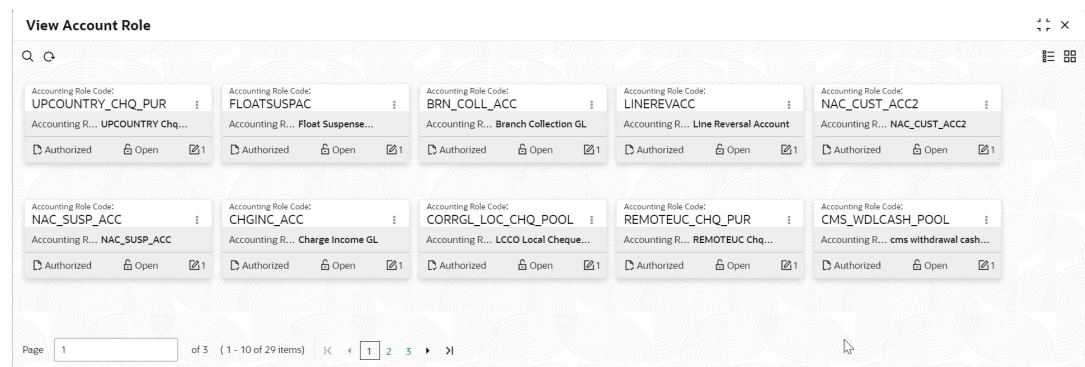 View Account Role
Accounting Role Code: Accounting Role Code: Accounting Role Code: Accounting Role Code: Accounting Role Code:
UPCOUNTRY_CHQ_PUR FLOATSUSPAC BRN_COLL_ACC LINEREVACC NAC_CUST_ACC2
Accounting R... UPCOUNTRY Chq... Accounting R... Float Suspense... Accounting R... Branch Collection GL Accounting R... LIne Reversal Account Accounting R... NAC_CUST_ACC2
Authorized Open 1 Authorized Open 1 Authorized Open 1 Authorized Open 1 Authorized Open 1
Accounting Role Code: Accounting Role Code: Accounting Role Code: Accounting Role Code: Accounting Role Code:
NAC_SUSP_ACC CHGINC_ACC CORRGL_LOC_CHQ_POOL REMOTEUC_CHQ_PUR CMS_WDLCASH_POOL
Accounting R... NAC_SUSP_ACC Accounting R... Charge Income GL Accounting R... LCCO Local Cheque... Accounting R... REMOTEUC Chq... Accounting R... cms withdrawal cash...
Authorized Open 1 Authorized Open 1 Authorized Open 1 Authorized Open 1 Authorized Open 1
Page 1 of 3 ( 1 - 10 of 29 items) 1 2 3